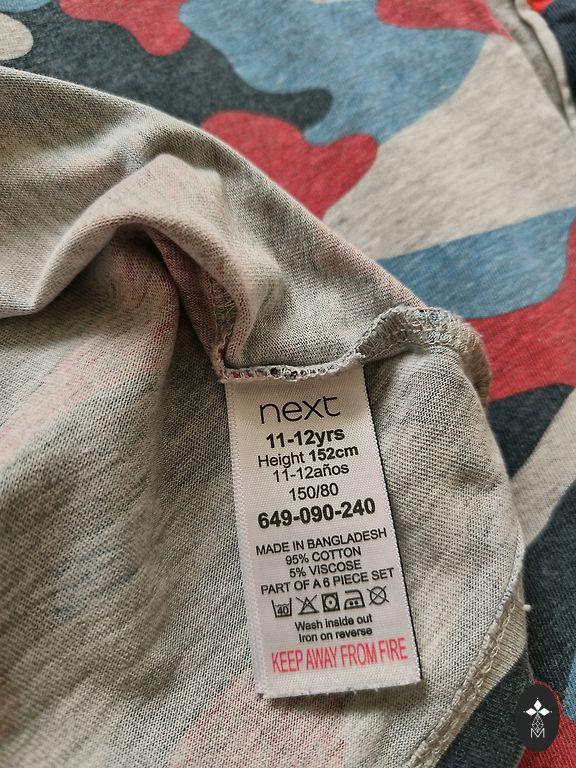 next
11-12yrs
Height 152cm
11-12años
150/80
649-090-240
MADE IN BANGLADESH
95% COTTON
5% VISCOSE
PART OF A 6 PIECE SET
40
Wash inside out
Iron on reverse
KEEP AWAY FROM FIRE
M